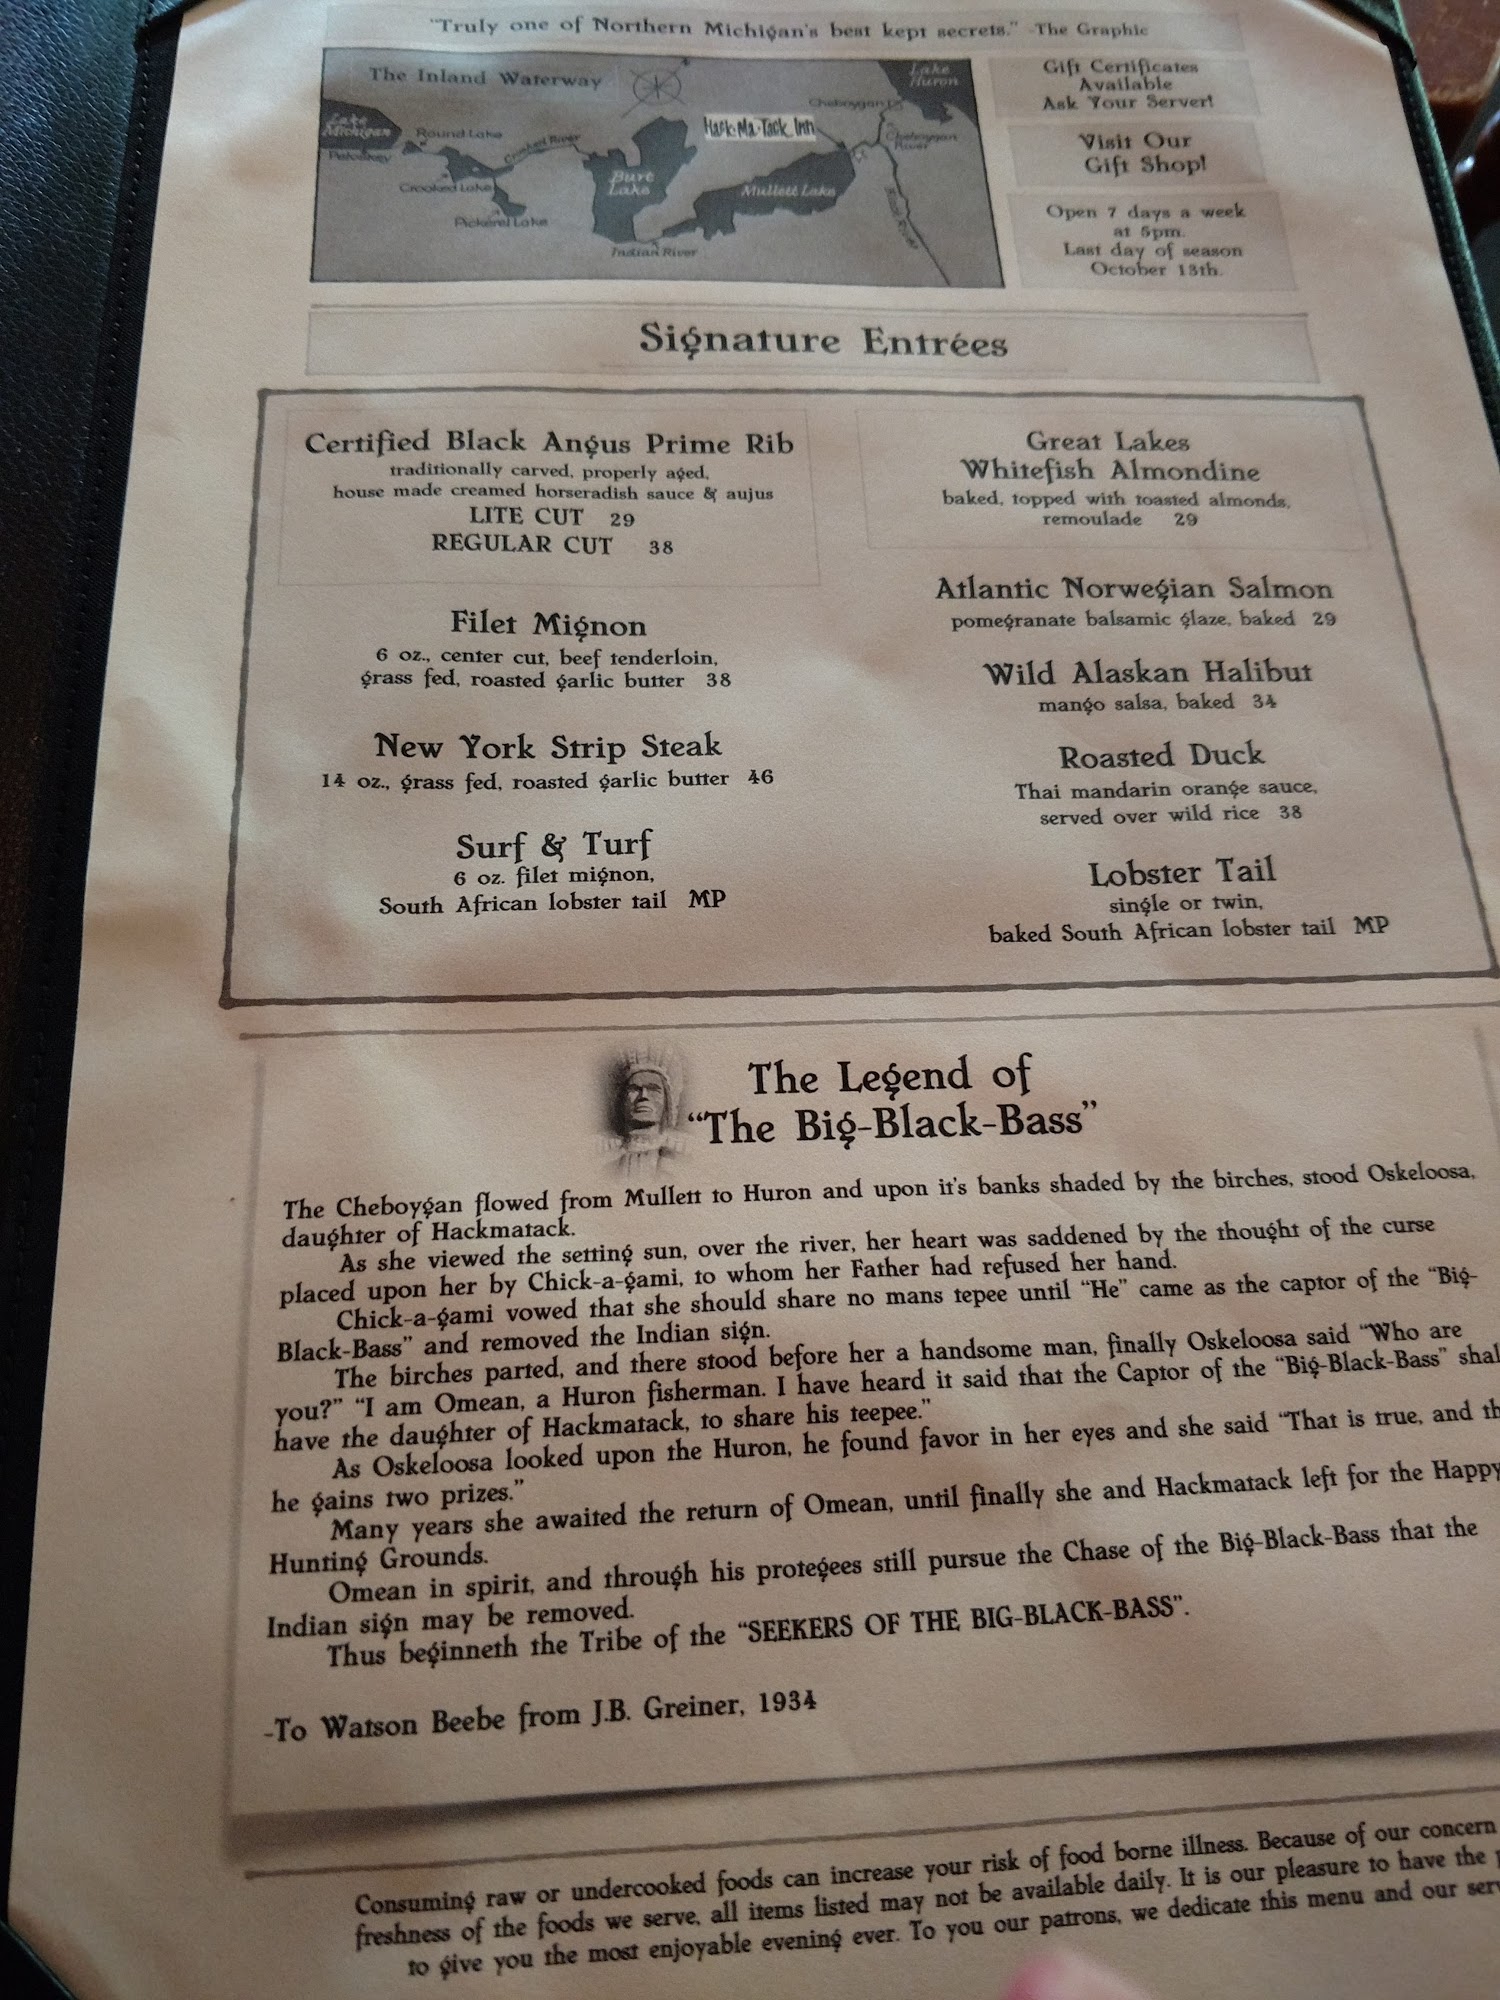 "Truly one of Northern Michigan's best kept secrets." -The Graphic
The Inland Waterway
Lake
Michigan
Petoskey
Round Lake
Crooked Lake
Pickerel Lake
Crooked River
Burt
Lake
Indian River
Hack-Ma-Tack Inn
Mullett Lake
Cheboygan
Lake
Huron
Cheboygan
River
River
Gift Certificates
Available
Ask Your Server!
Visit Our
Gift Shop!
Open 7 days a week
at 5pm.
Last day of season
October 13th.
Signature Entrées
Certified Black Angus Prime Rib
traditionally carved, properly aged,
house made creamed horseradish sauce & aujus
LITE CUT 29
REGULAR CUT 38
Filet Mignon
6 oz., center cut, beef tenderloin,
grass fed, roasted garlic butter 38
New York Strip Steak
14 oz., grass fed, roasted garlic butter 46
Surf & Turf
6 oz. filet mignon,
South African lobster tail MP
Great Lakes
Whitefish Almondine
baked, topped with toasted almonds,
remoulade 29
Atlantic Norwegian Salmon
pomegranate balsamic glaze, baked 29
Wild Alaskan Halibut
mango salsa, baked 34
Roasted Duck
Thai mandarin orange sauce,
served over wild rice 38
Lobster Tail
single or twin,
baked South African lobster tail MP
The Legend of
"The Big-Black-Bass"
The Cheboygan flowed from Mullett to Huron and upon it's banks shaded by the birches, stood Oskeloosa,
daughter of Hackmatack.
As she viewed the setting sun, over the river, her heart was saddened by the thought of the curse
placed upon her by Chick-a-gami, to whom her Father had refused her hand.
Chick-a-gami vowed that she should share no mans tepee until "He" came as the captor of the "Big-
Black-Bass" and removed the Indian sign.
The birches parted, and there stood before her a handsome man, finally Oskeloosa said "Who are
you?" "I am Omean, a Huron fisherman. I have heard it said that the Captor of the "Big-Black-Bass" shal
have the daughter of Hackmatack, to share his teepee."
As Oskeloosa looked upon the Huron, he found favor in her eyes and she said "That is true, and th
he gains two prizes."
Many years she awaited the return of Omean, until finally she and Hackmatack left for the Happy
Hunting Grounds.
Omean in spirit, and through his protegees still pursue the Chase of the Big-Black-Bass that the
Indian sign may be removed.
Thus beginneth the Tribe of the "SEEKERS OF THE BIG-BLACK-BASS".
-To Watson Beebe from J.B. Greiner, 1934
Consuming raw or undercooked foods can increase your risk of food borne illness. Because of our concern
freshness of the foods we serve, all items listed may not be available daily. It is our pleasure to have the
to give you the most enjoyable evening ever. To you our patrons, we dedicate this menu and our serv